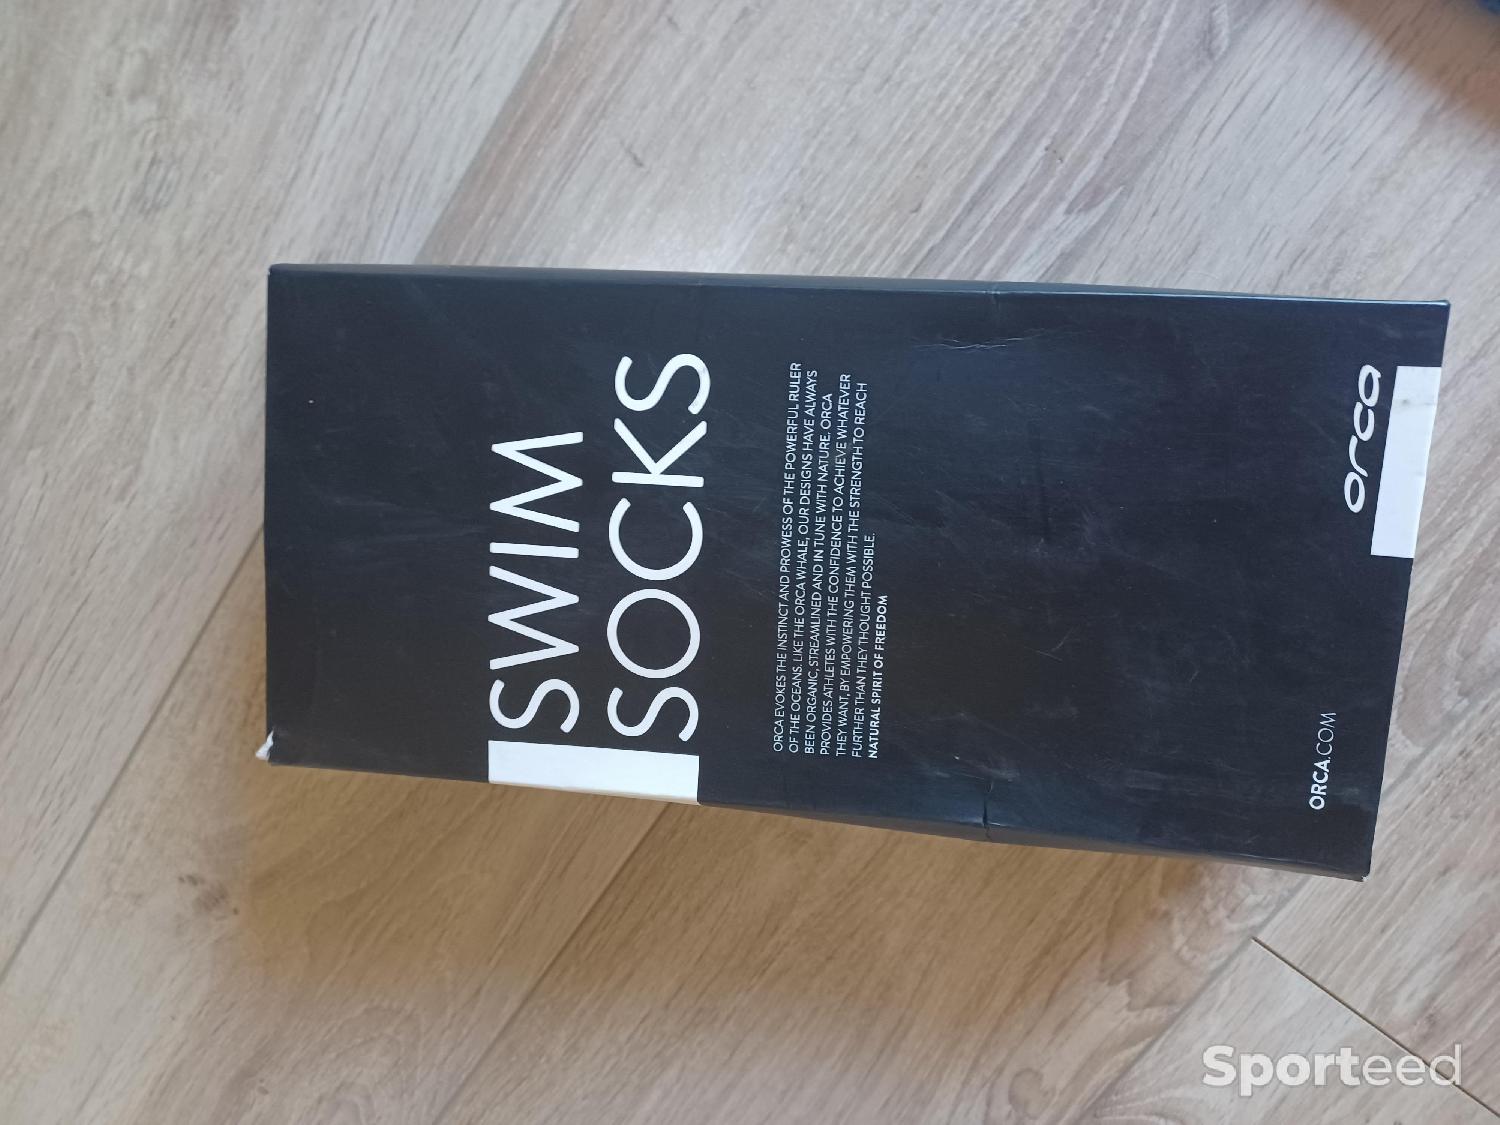 SWIM
SOCKS
ORCA EVOKES THE INSTINCT AND PROWESS OF THE POWERFUL RULER
OF THE OCEANS. LIKE THE ORCA WHALE, OUR DESIGNS HAVE ALWAYS
BEEN ORGANIC, STREAMLINED AND IN TUNE WITH NATURE. ORCA
PROVIDES ATHLETES WITH THE CONFIDENCE TO ACHIEVE WHATEVER
THEY WANT, BY EMPOWERING THEM WITH THE STRENGTH TO REACH
FURTHER THAN THEY THOUGHT POSSIBLE.
NATURAL SPIRIT OF FREEDOM
ORCA.COM
orca
Sporteed